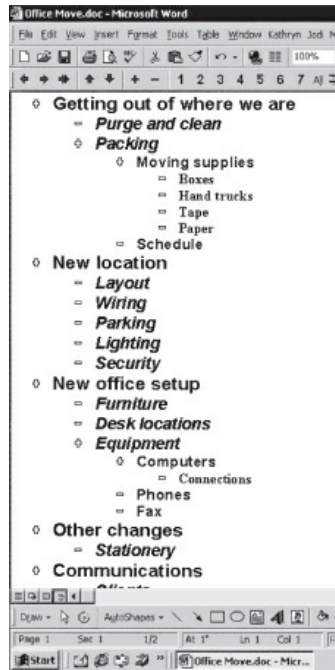 Office Move.doc - Microsoft Word
File Edit View Insert Format Tools Table Window Kathryn Jodi
100%
1 2 3 4 5 6 7 All
Getting out of where we are
Purge and clean
Packing
Moving supplies
Boxes
Hand trucks
Tape
Paper
Schedule
New location
Layout
Wiring
Parking
Lighting
Security
New office setup
Furniture
Desk locations
Equipment
Computers
Connections
Phones
Fax
Other changes
Stationery
Communications
Clients
Draw AutoShapes
Page 1 Sec 1 1/2 At 1" Ln 1 Col 1
Start Office Move.doc - Micr...